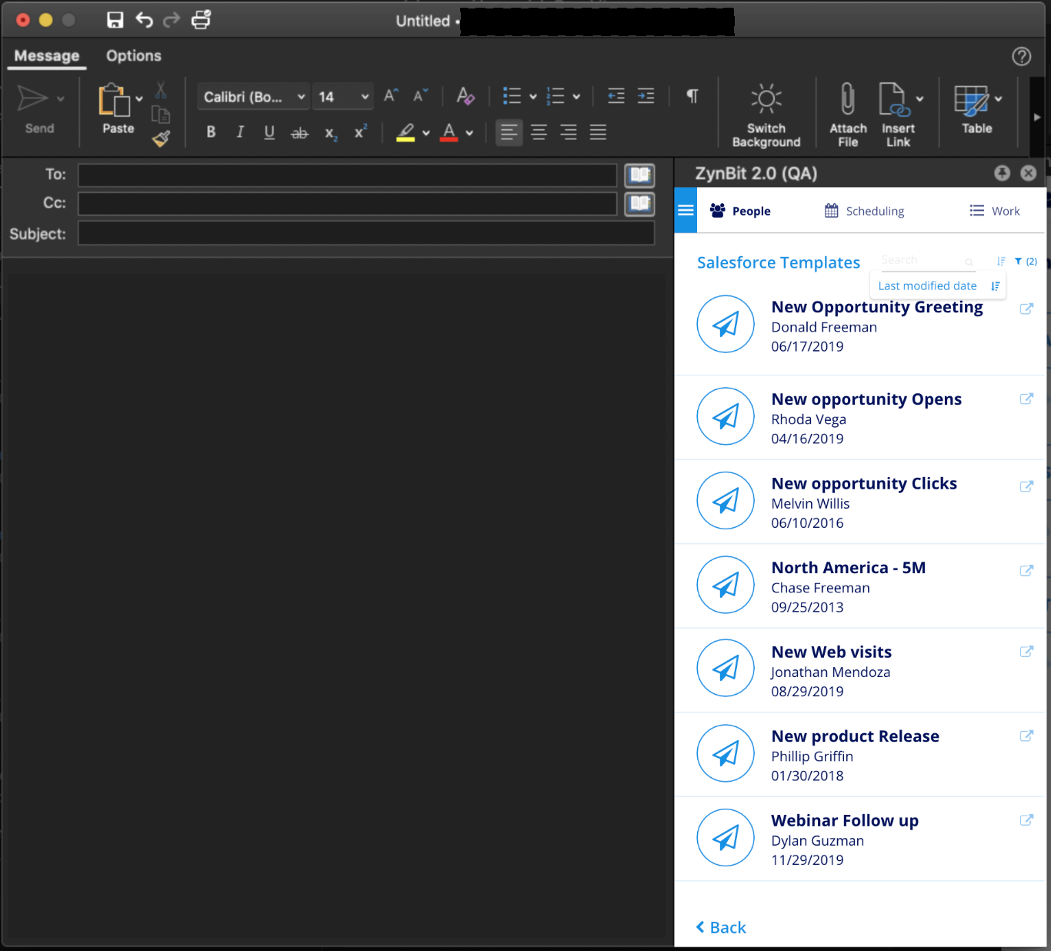 Untitled •
Message Options
Send
Paste
Calibri (Bo... 14
B I U ab x₂ x²
Switch
Background
Attach
File
Insert
Link
Table
To:
Cc:
Subject:
ZynBit 2.0 (QA)
People Scheduling Work
Salesforce Templates Search (2)
Last modified date
New Opportunity Greeting
Donald Freeman
06/17/2019
New opportunity Opens
Rhoda Vega
04/16/2019
New opportunity Clicks
Melvin Willis
06/10/2016
North America - 5M
Chase Freeman
09/25/2013
New Web visits
Jonathan Mendoza
08/29/2019
New product Release
Phillip Griffin
01/30/2018
Webinar Follow up
Dylan Guzman
11/29/2019
Back